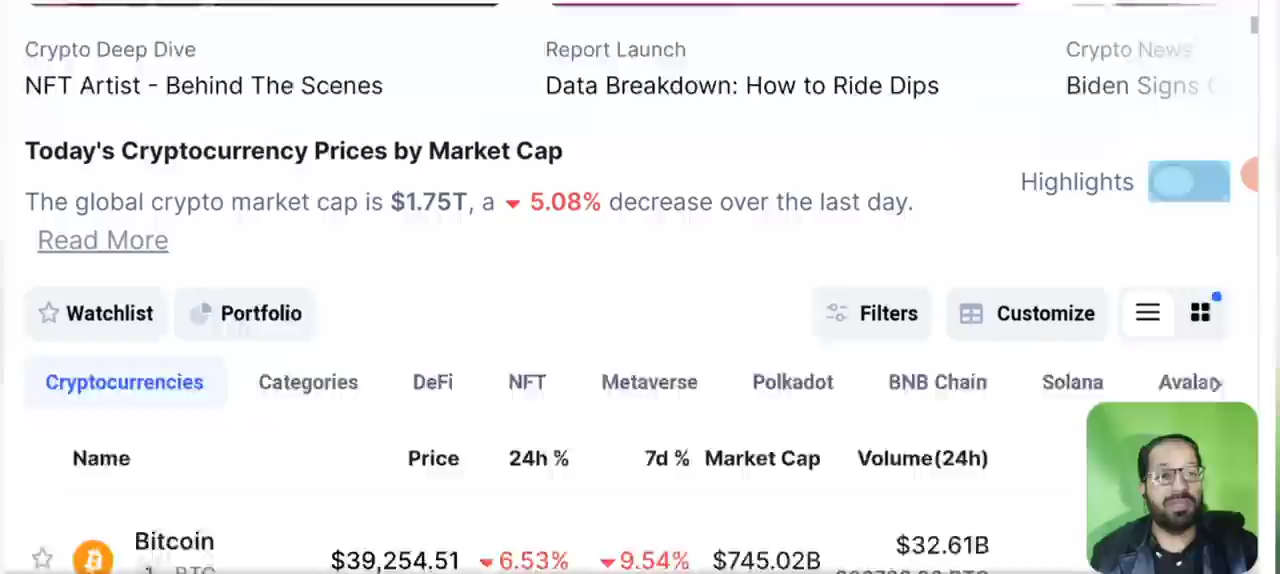 Crypto Deep Dive
NFT Artist - Behind The Scenes
Report Launch
Data Breakdown: How to Ride Dips
Crypto News
Biden Signs
Today's Cryptocurrency Prices by Market Cap
The global crypto market cap is $1.75T, a 5.08% decrease over the last day.
Read More
Highlights
Watchlist Portfolio Filters Customize
Cryptocurrencies Categories DeFi NFT Metaverse Polkadot BNB Chain Solana Avalap
Name Price 24h % 7d % Market Cap Volume(24h)
Bitcoin
1 BTC
$39,254.51 6.53% 9.54% $745.02B $32.61B